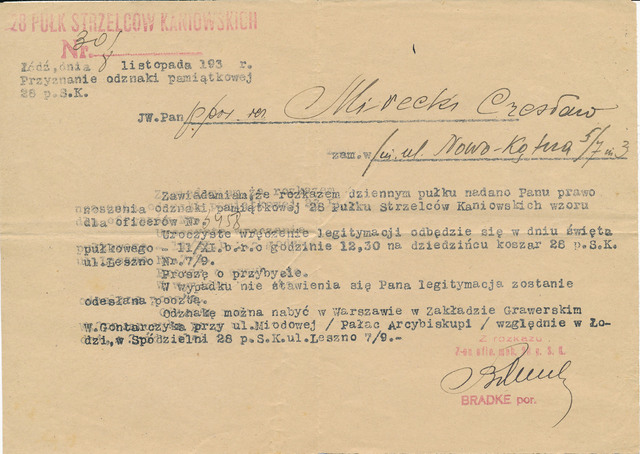 28 PUŁK STRZELCÓW KANIOWSKICH
Nr. 30/
Łódź, dnia 8 listopada 193 r.
Przyznanie odznaki pamiątkowej
28 p.S.K.
JW.Pan ppor. rez Mirecki Czesław
zam.w /m. ul. Nowo-Kątna 5/7 m 3
Zawiadamiam, że rozkazem dziennym pułku nadano Panu prawo
noszenia odznaki pamiątkowej 28 Pułku Strzelców Kaniowskich wzoru
dla oficerów Nr. 5458
Uroczyste wręczenie legitymacji odbędzie się w dniu święta
pułkowego - 11/XI.b.r.o godzinie 12,30 na dziedzińcu koszar 28 p.S.K.
ul.Leszno Nr.7/9.
Proszę o przybycie.
W wypadku nie stawienia się Pana legitymacja zostanie
odesłana pocztą.
Odznakę można nabyć w Warszawie w Zakładzie Grawerskim
W.Gontarczyka przy ul.Miodowej / Pałac Arcybiskupi / względnie w Ło-
dzi, w Spółdzielni 28 p.S.K.ul.Leszno 7/9.-
Z rozkazu
BRADKE por.